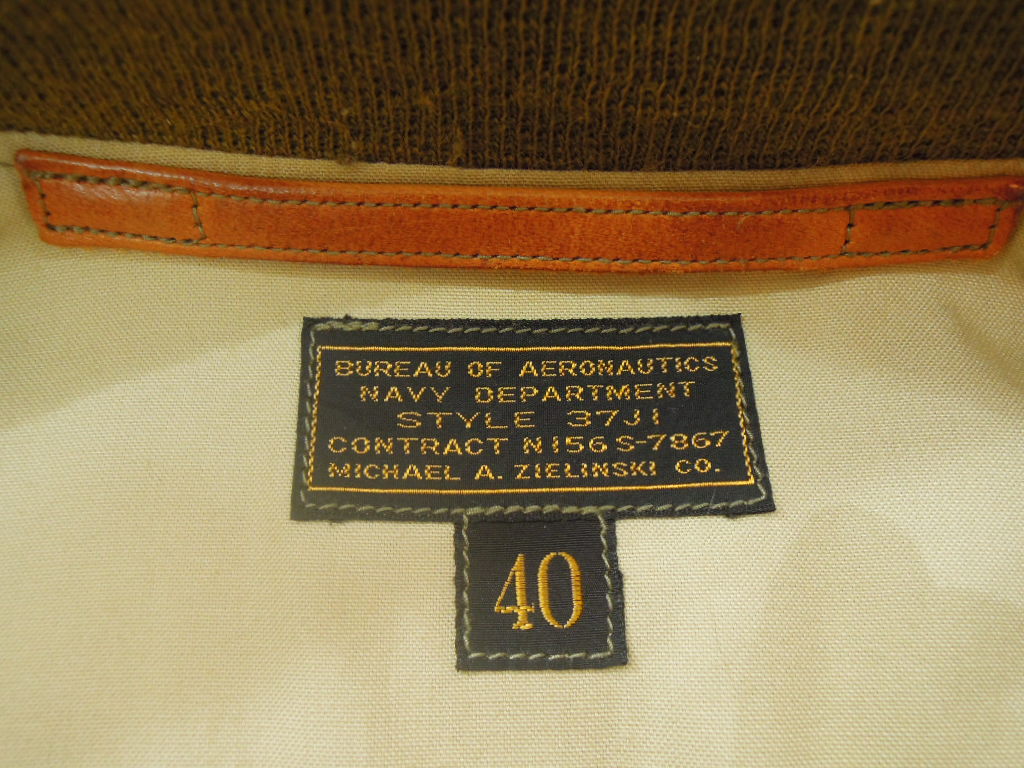 BUREAU OF AERONAUTICS
NAVY DEPARTMENT
STYLE 37J1
CONTRACT N156S-7867
MICHAEL A. ZIELINSKI CO.
40